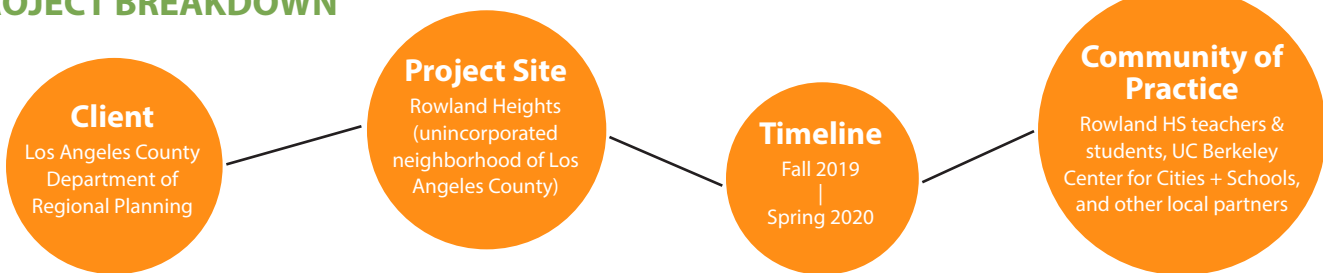 PROJECT BREAKDOWN
Client
Los Angeles County
Department of
Regional Planning
Project Site
Rowland Heights
(unincorporated
neighborhood of Los
Angeles County)
Timeline
Fall 2019
|
Spring 2020
Community of
Practice
Rowland HS teachers &
students, UC Berkeley
Center for Cities + Schools,
and other local partners